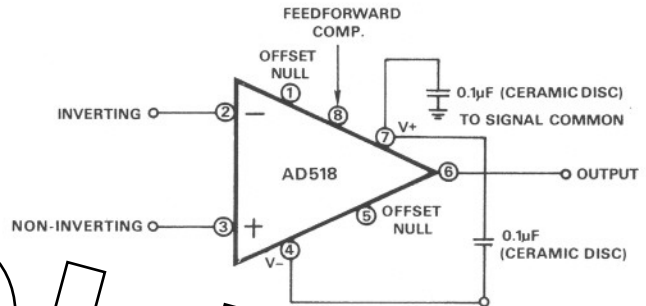 FEEDFORWARD
COMP.
OFFSET
NULL
1
8
0.1µF (CERAMIC DISC)
TO SIGNAL COMMON
7
V+
INVERTING
2
−
AD518
6
OUTPUT
NON-INVERTING
3
+
5
OFFSET
NULL
4
V−
0.1µF
(CERAMIC DISC)